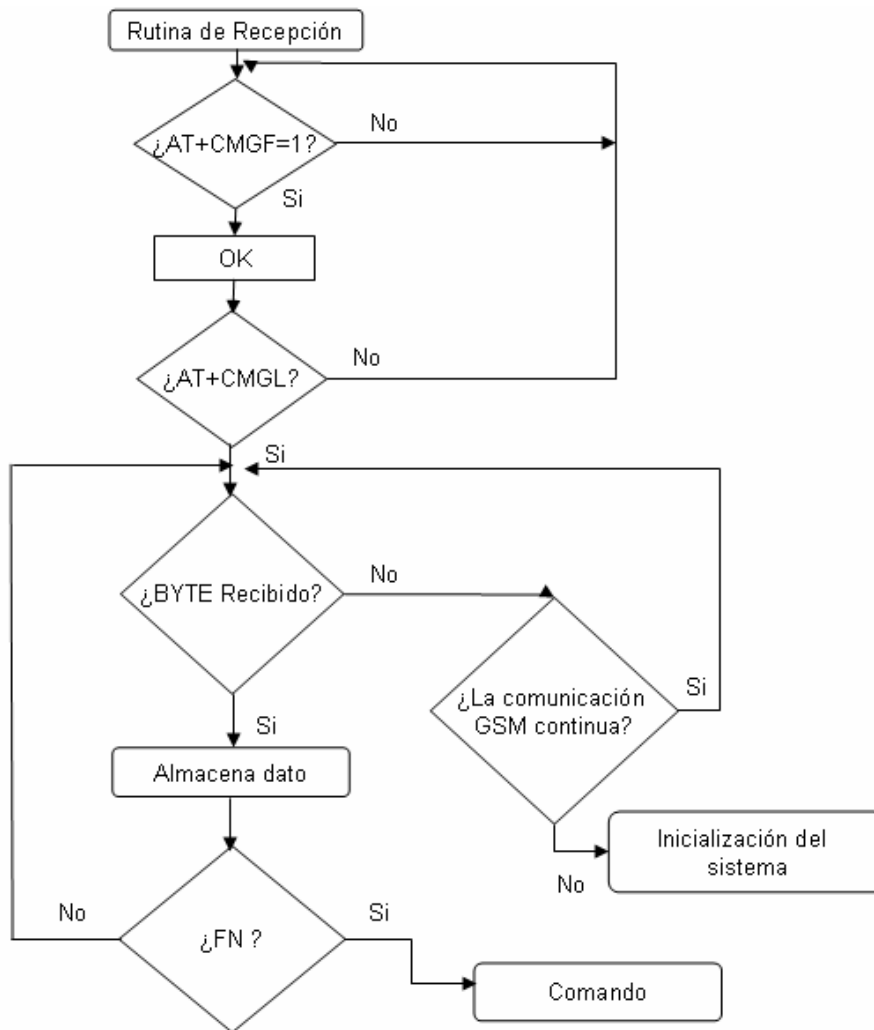 Rutina de Recepción
¿AT+CMGF=1?
No
Si
OK
¿AT+CMGL?
No
Si
¿BYTE Recibido?
No
¿La comunicación
GSM continua?
Si
Si
Almacena dato
Inicialización del
sistema
No
¿FN ?
No
Si
Comando